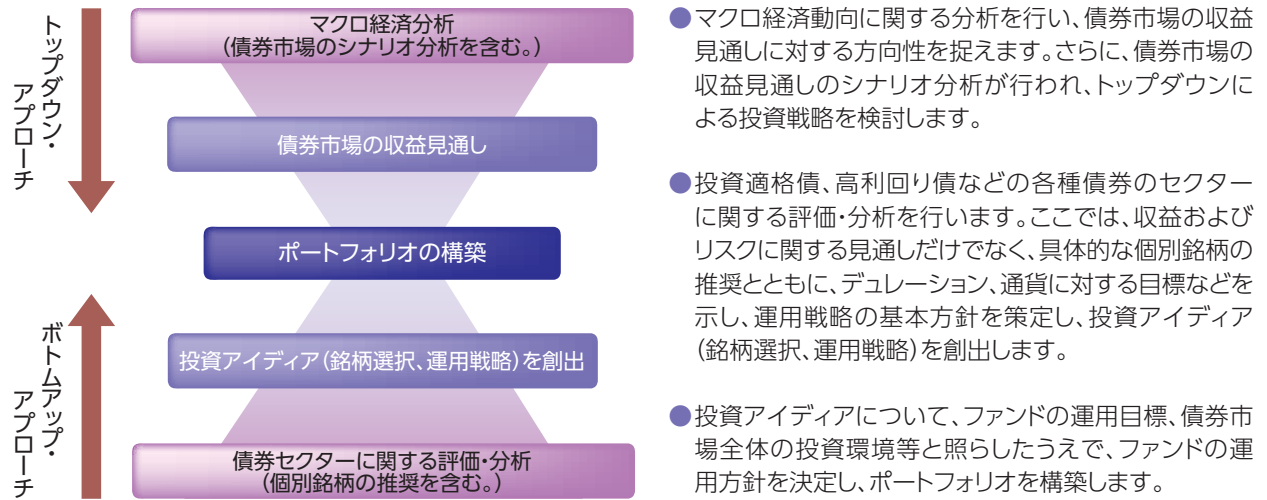 トップダウン・
アプローチ
マクロ経済分析
（債券市場のシナリオ分析を含む。）
債券市場の収益見通し
ポートフォリオの構築
投資アイディア（銘柄選択、運用戦略）を創出
債券セクターに関する評価・分析
（個別銘柄の推奨を含む。）
ボトムアップ・
アプローチ
●マクロ経済動向に関する分析を行い、債券市場の収益
見通しに対する方向性を捉えます。さらに、債券市場の
収益見通しのシナリオ分析が行われ、トップダウンに
よる投資戦略を検討します。
●投資適格債、高利回り債などの各種債券のセクター
に関する評価・分析を行います。ここでは、収益および
リスクに関する見通しだけでなく、具体的な個別銘柄の
推奨とともに、デュレーション、通貨に対する目標などを
示し、運用戦略の基本方針を策定し、投資アイディア
（銘柄選択、運用戦略）を創出します。
●投資アイディアについて、ファンドの運用目標、債券市
場全体の投資環境等と照らしたうえで、ファンドの運
用方針を決定し、ポートフォリオを構築します。